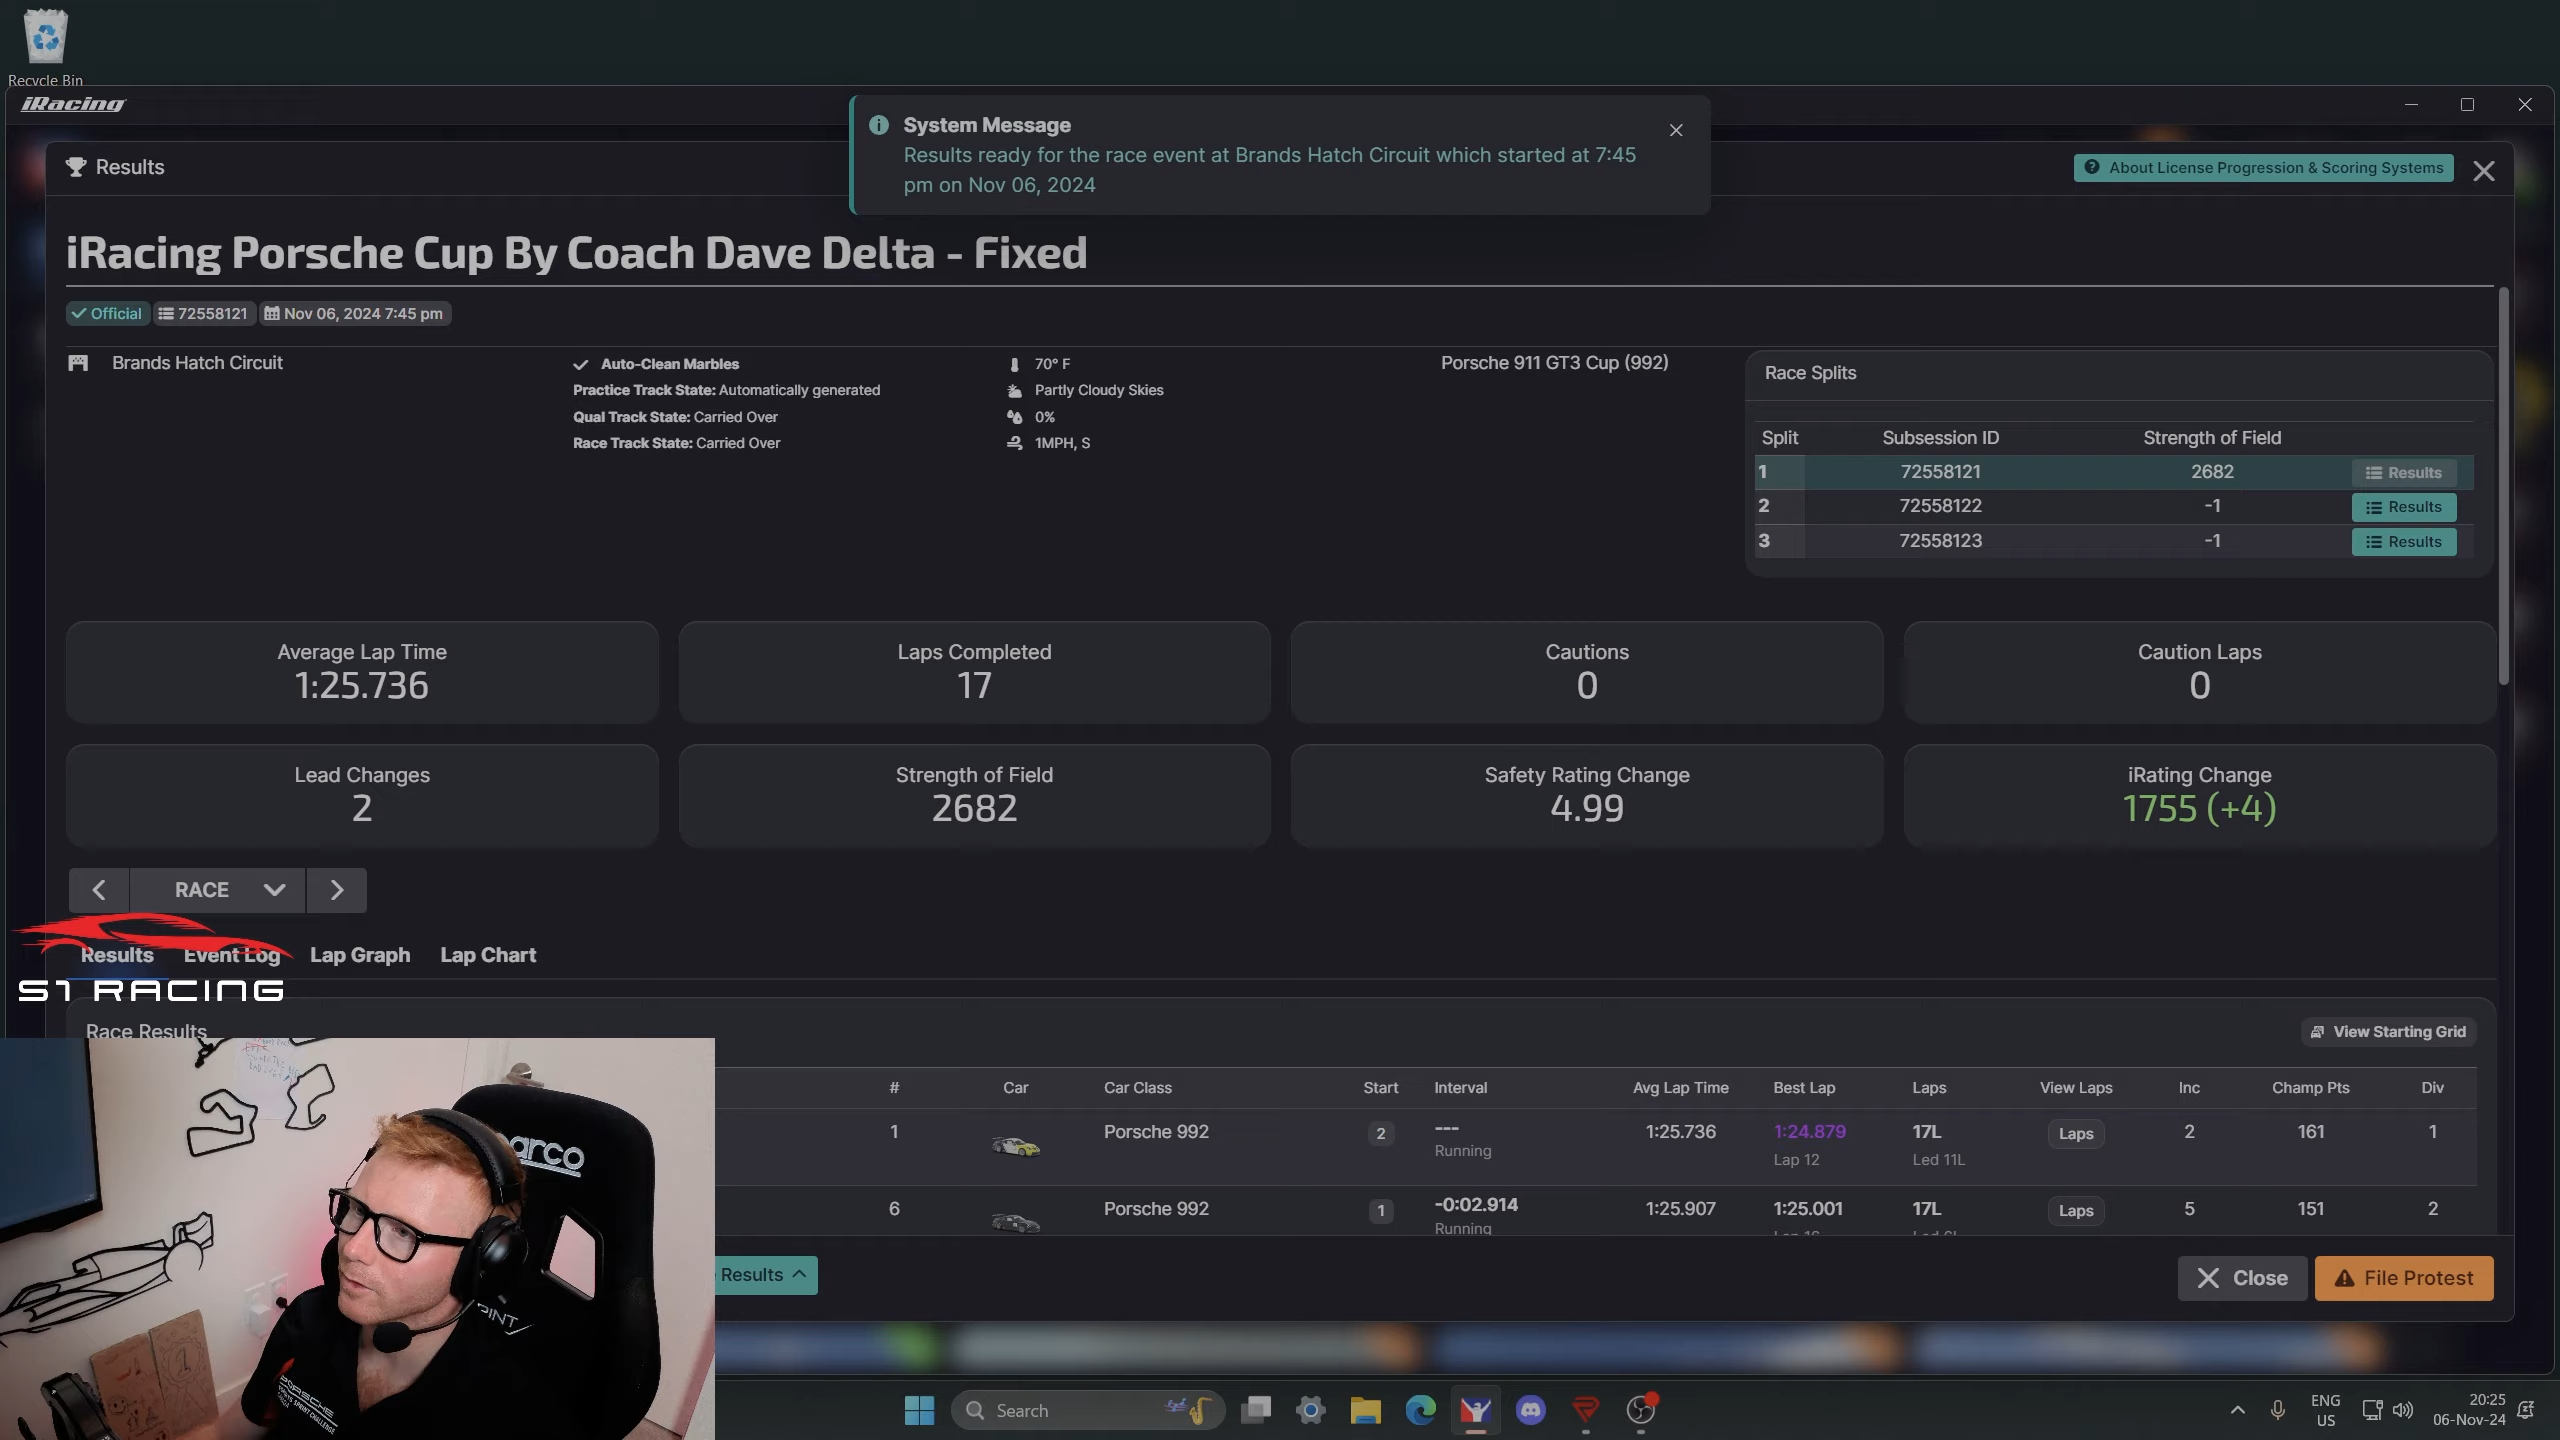 Recycle Bin
iRacing
System Message
Results ready for the race event at Brands Hatch Circuit which started at 7:45
pm on Nov 06, 2024
Results
About License Progression & Scoring Systems
iRacing Porsche Cup By Coach Dave Delta - Fixed
Official 72558121 Nov 06, 2024 7:45 pm
Brands Hatch Circuit
Auto-Clean Marbles
Practice Track State: Automatically generated
Qual Track State: Carried Over
Race Track State: Carried Over
70° F
Partly Cloudy Skies
0%
1MPH, S
Porsche 911 GT3 Cup (992)
Race Splits
Split Subsession ID Strength of Field
1 72558121 2682 Results
2 72558122 -1 Results
3 72558123 -1 Results
Average Lap Time
1:25.736
Laps Completed
17
Cautions
0
Caution Laps
0
Lead Changes
2
Strength of Field
2682
Safety Rating Change
4.99
iRating Change
1755 (+4)
RACE
Results Event Log Lap Graph Lap Chart
S1 RACING
Race Results
View Starting Grid
# Car Car Class Start Interval Avg Lap Time Best Lap Laps View Laps Inc Champ Pts Div
1 Porsche 992 2 --- 1:25.736 1:24.879 17L Laps 2 161 1
Running Lap 12 Led 11L
6 Porsche 992 1 -0:02.914 1:25.907 1:25.001 17L Laps 5 151 2
Running
Results
Close
File Protest
arco
PORSCHE
Search
ENG
US
20:25
06-Nov-24